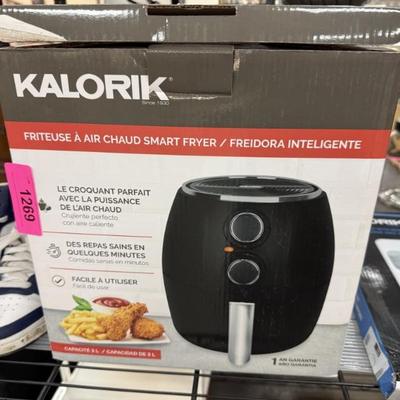 KALORIK®
Since 1930
FRITEUSE À AIR CHAUD SMART FRYER / FREIDORA INTELIGENTE
1269
LE CROQUANT PARFAIT
AVEC LA PUISSANCE
DE L'AIR CHAUD
Crujiente perfecto
con aire caliente
DES REPAS SAINS EN
QUELQUES MINUTES
Comidas sanas en minutos
FACILE À UTILISER
Fácil de usar
CAPACITÉ 3 L / CAPACIDAD DE 3 L
1 AN GARANTIE
AÑO GARANTÍA